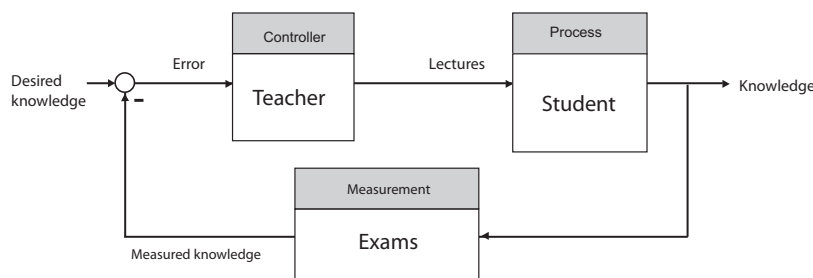 Controller
Process
Desired
knowledge
Error
Teacher
Lectures
Student
Knowledge
-
Measurement
Measured knowledge
Exams